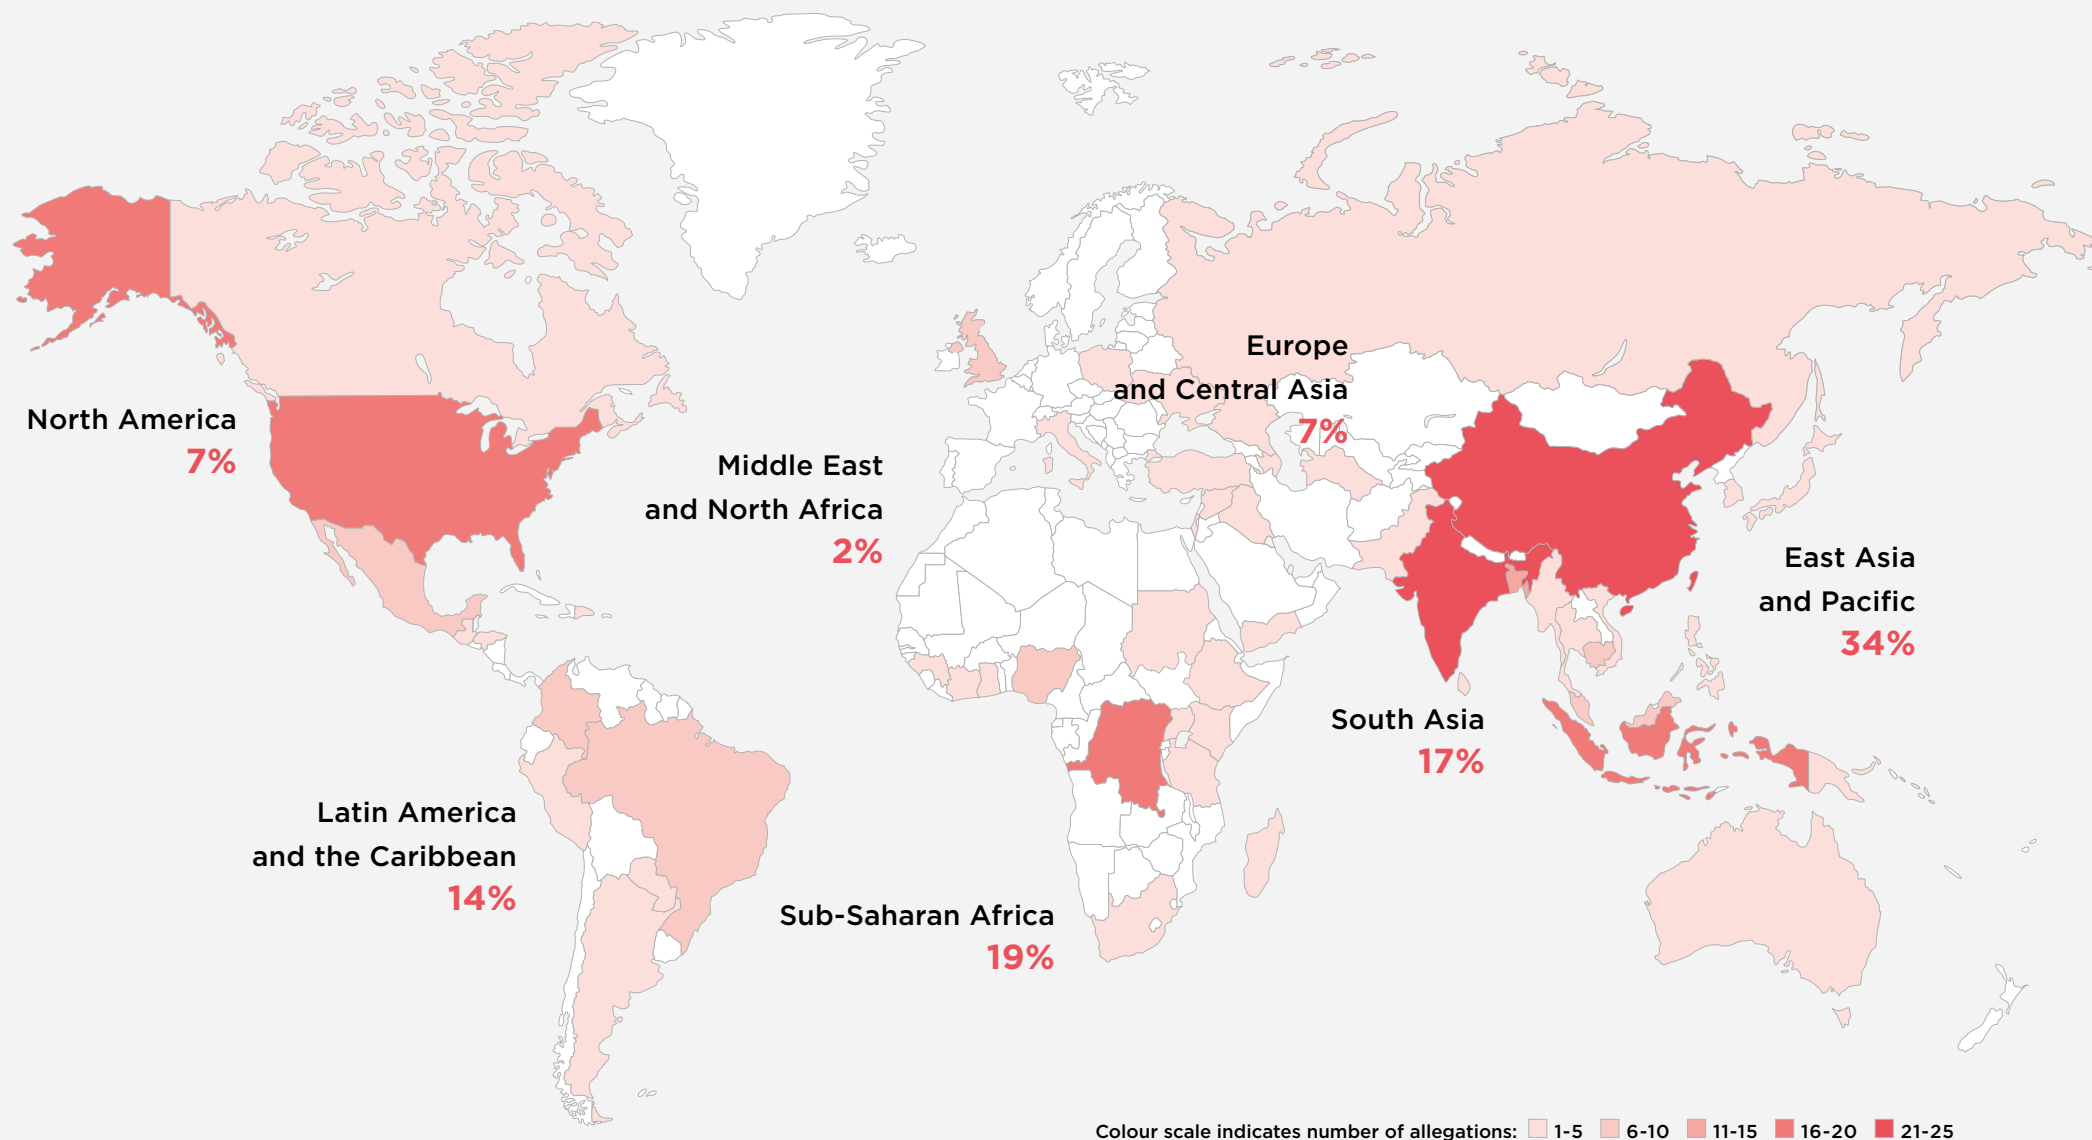 North America
7%
Europe
and Central Asia
7%
Middle East
and North Africa
2%
East Asia
and Pacific
34%
South Asia
17%
Latin America
and the Caribbean
14%
Sub-Saharan Africa
19%
Colour scale indicates number of allegations: 1-5 6-10 11-15 16-20 21-25